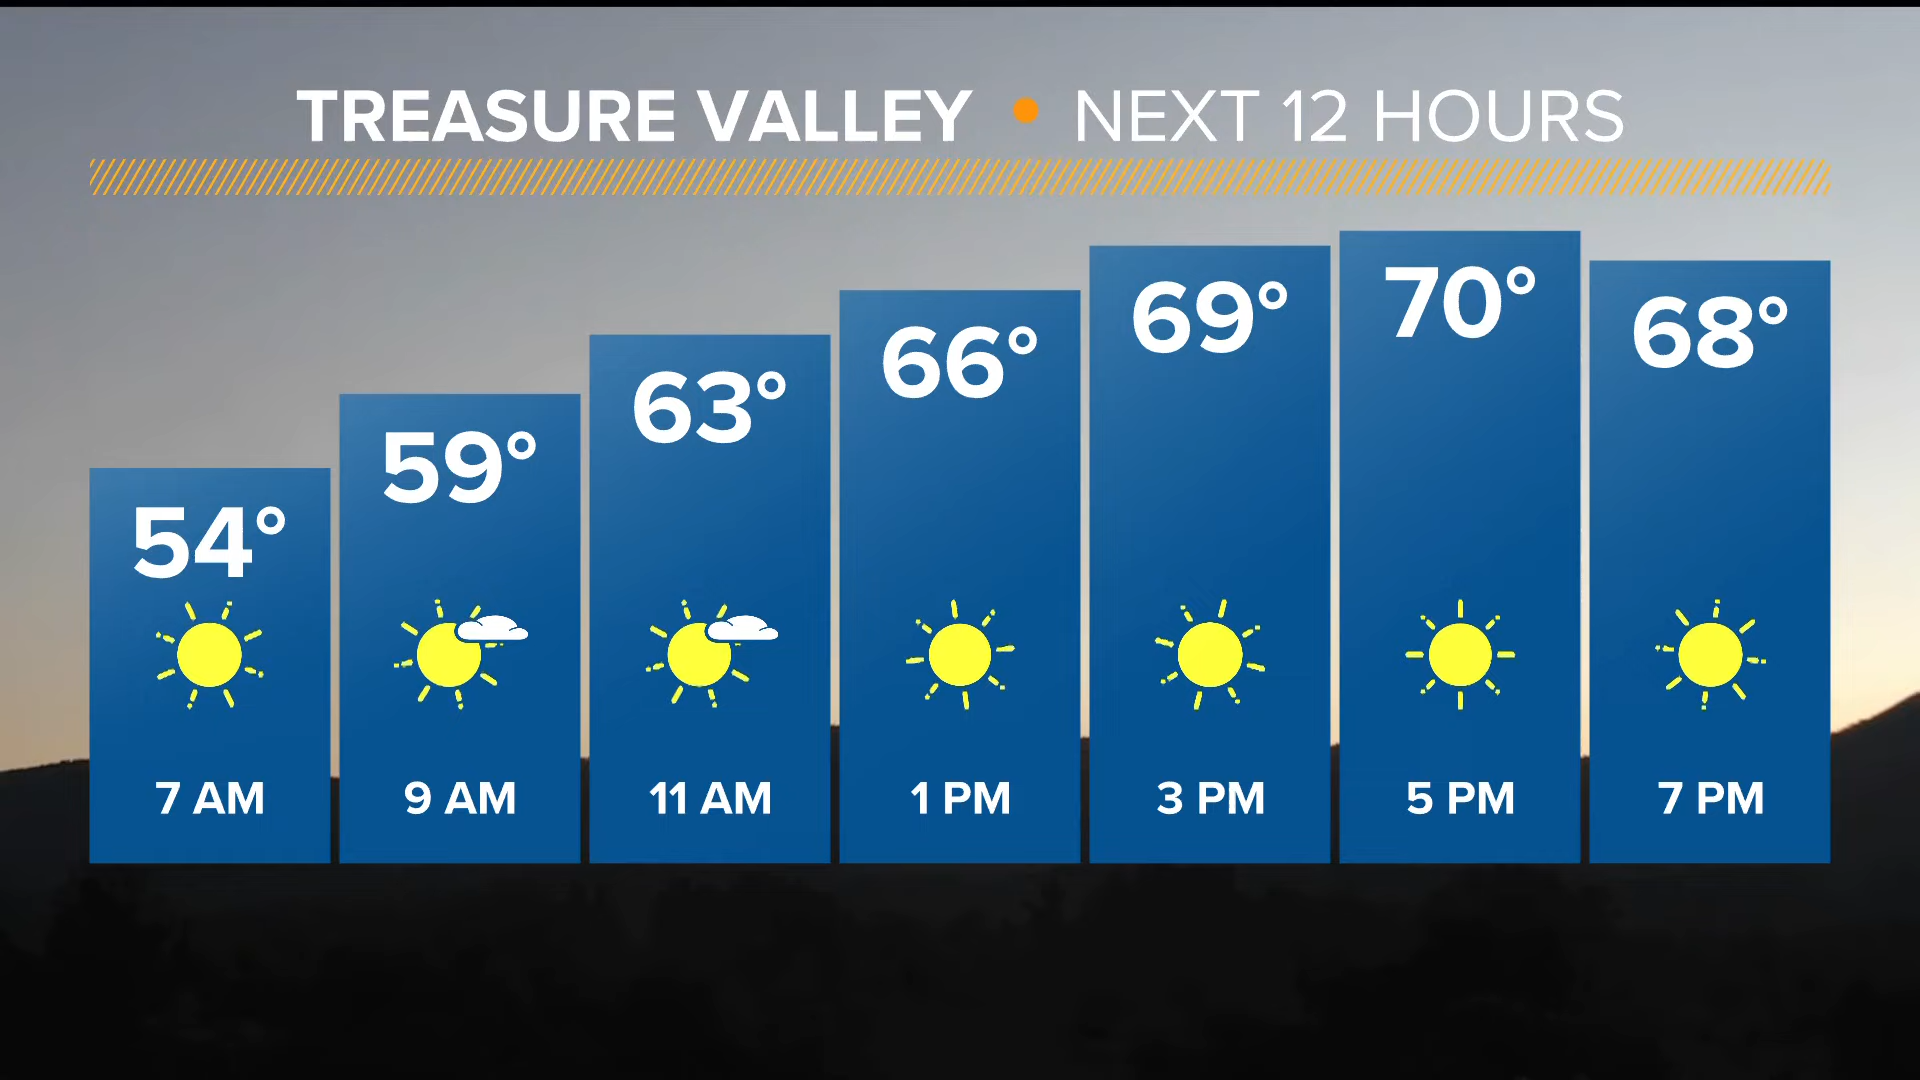 TREASURE VALLEY • NEXT 12 HOURS
54° 59° 63° 66° 69° 70° 68°
7 AM 9 AM 11 AM 1 PM 3 PM 5 PM 7 PM